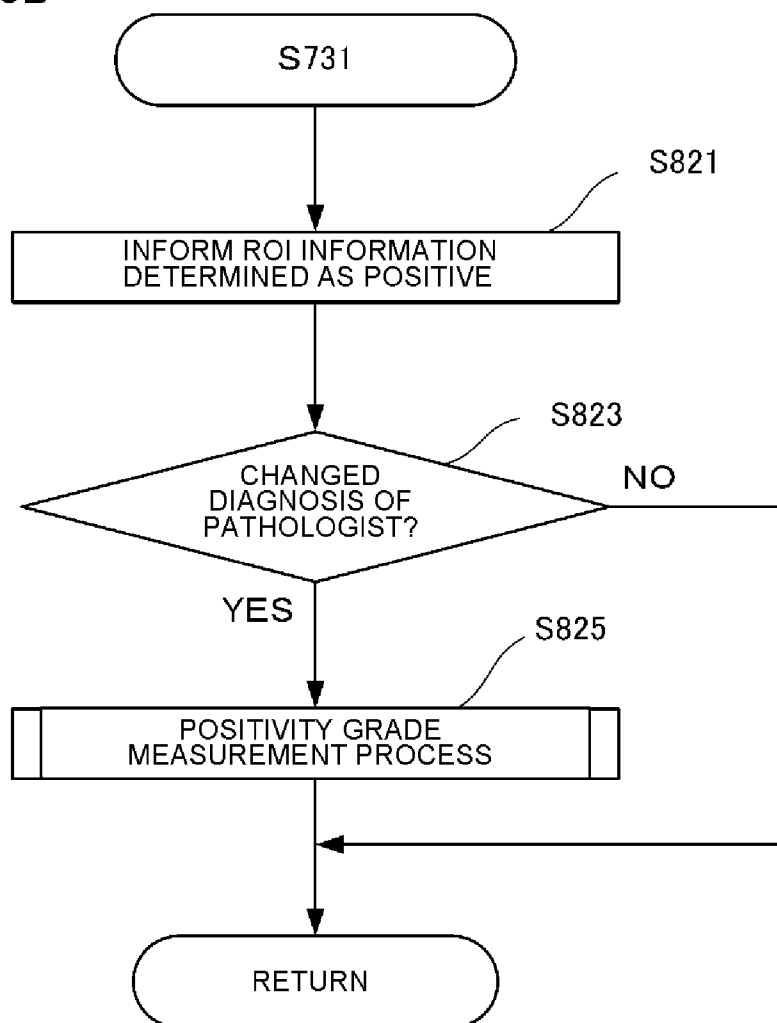 S731
S821
INFORM ROI INFORMATION
DETERMINED AS POSITIVE
S823
CHANGED
DIAGNOSIS OF
PATHOLOGIST?
NO
YES
S825
POSITIVITY GRADE
MEASUREMENT PROCESS
RETURN